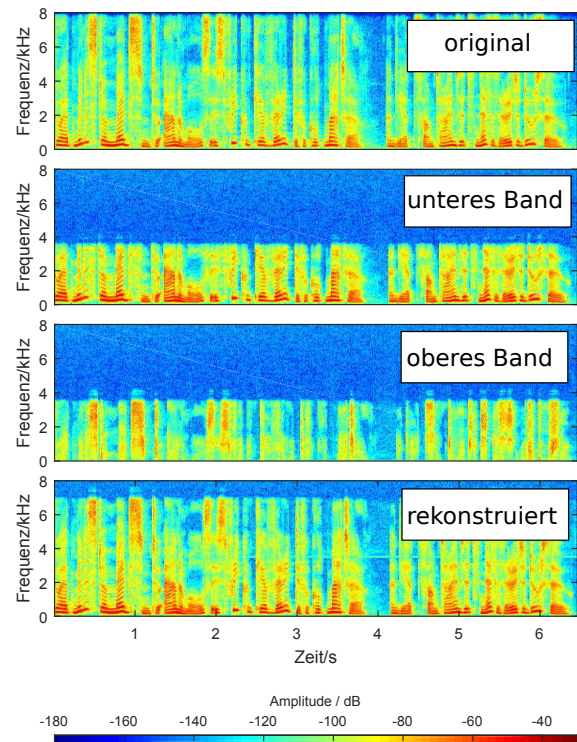 8
original
6
Frequenz/kHz
4
2
0
8
unteres Band
6
Frequenz/kHz
4
2
0
8
oberes Band
6
Frequenz/kHz
4
2
0
8
rekonstruiert
6
Frequenz/kHz
4
2
0
1 2 3 4 5 6
Zeit/s
Amplitude / dB
-180 -160 -140 -120 -100 -80 -60 -40